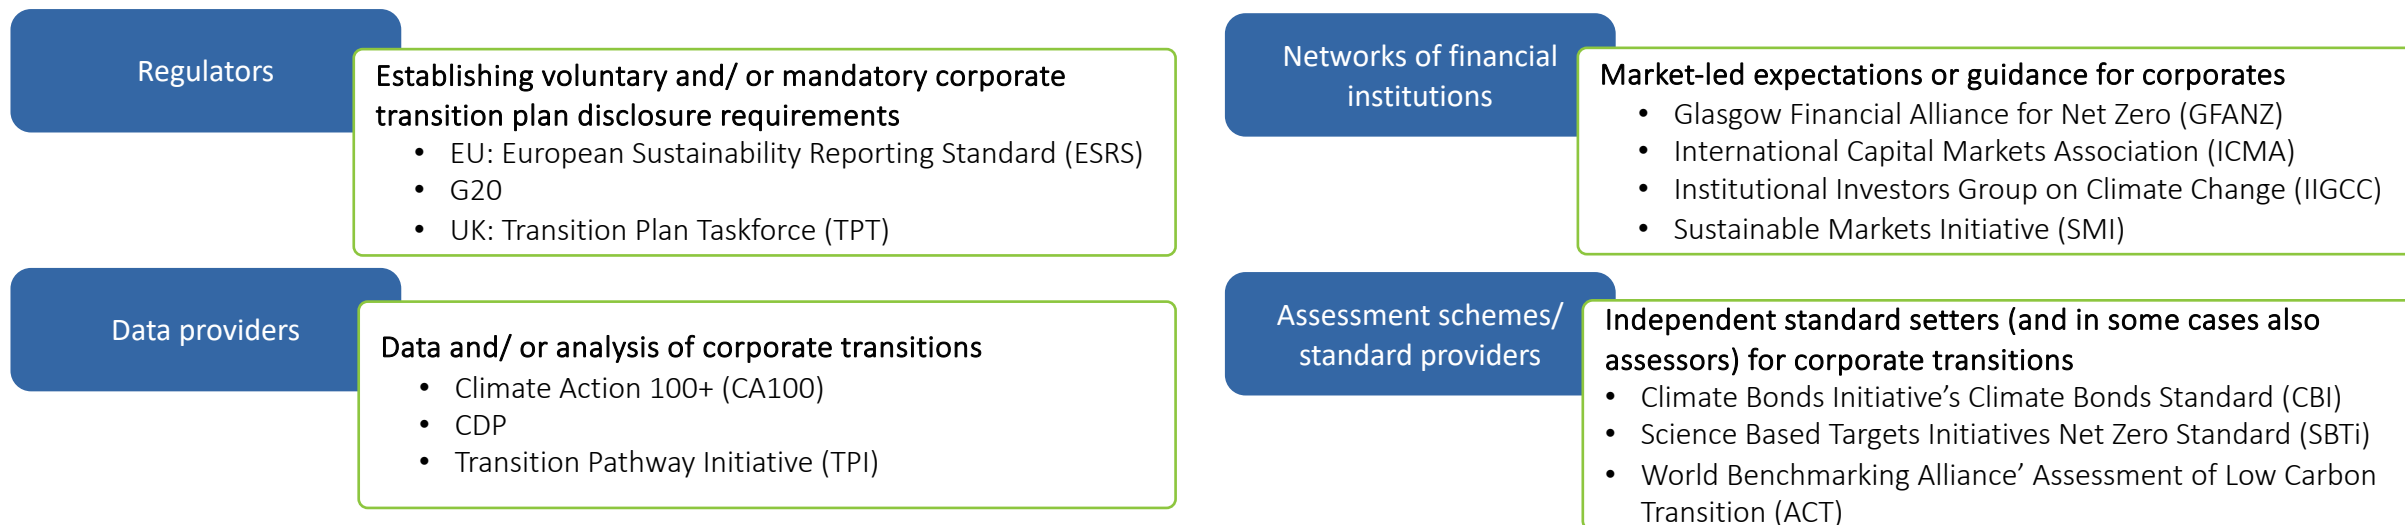 Regulators
Establishing voluntary and/ or mandatory corporate
transition plan disclosure requirements
• EU: European Sustainability Reporting Standard (ESRS)
• G20
• UK: Transition Plan Taskforce (TPT)
Networks of financial
institutions
Market-led expectations or guidance for corporates
• Glasgow Financial Alliance for Net Zero (GFANZ)
• International Capital Markets Association (ICMA)
• Institutional Investors Group on Climate Change (IIGCC)
• Sustainable Markets Initiative (SMI)
Data providers
Data and/ or analysis of corporate transitions
• Climate Action 100+ (CA100)
• CDP
• Transition Pathway Initiative (TPI)
Assessment schemes/
standard providers
Independent standard setters (and in some cases also
assessors) for corporate transitions
• Climate Bonds Initiative’s Climate Bonds Standard (CBI)
• Science Based Targets Initiatives Net Zero Standard (SBTi)
• World Benchmarking Alliance’ Assessment of Low Carbon
Transition (ACT)